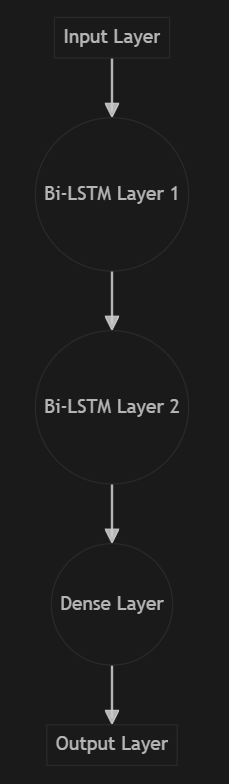 Input Layer
Bi-LSTM Layer 1
Bi-LSTM Layer 2
Dense Layer
Output Layer